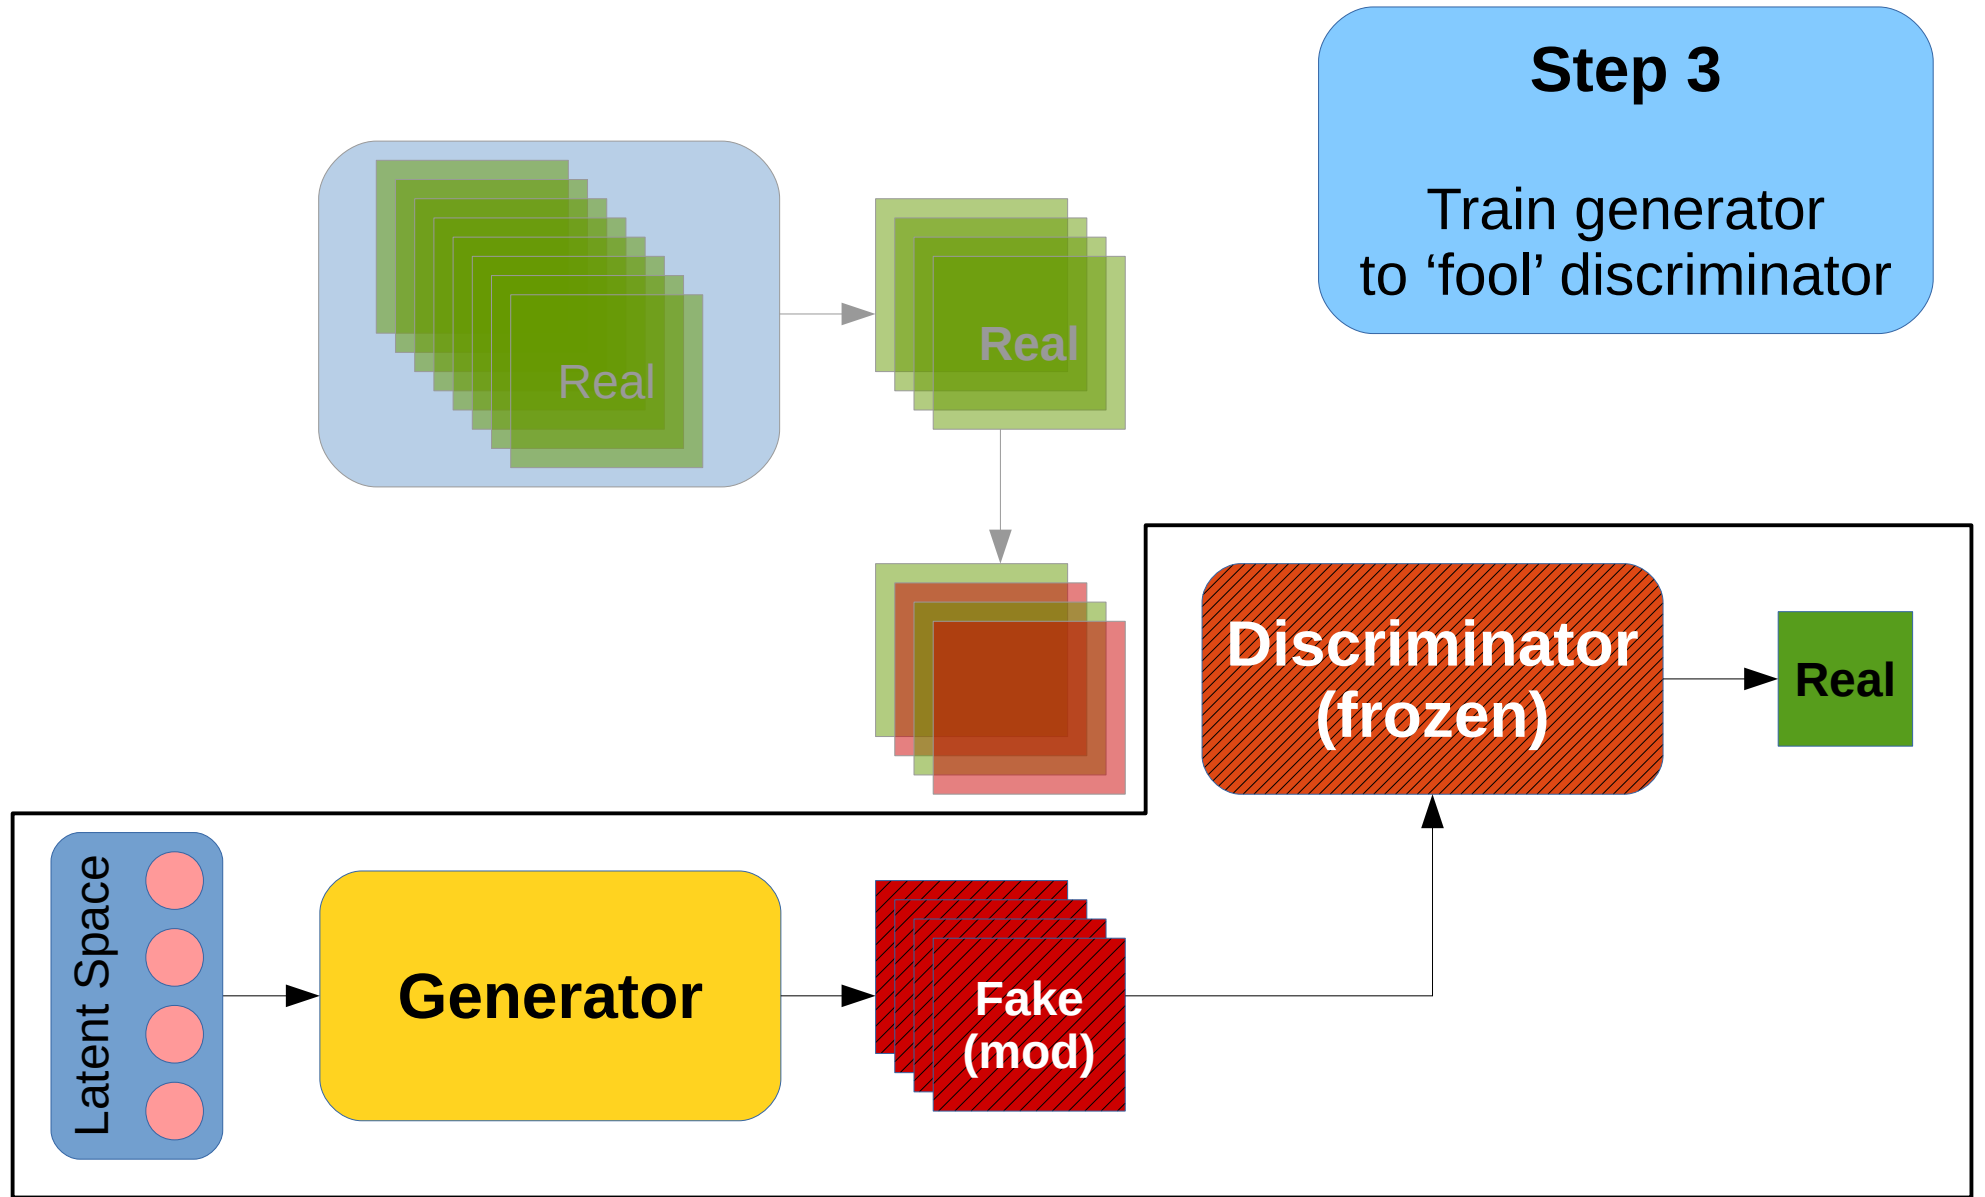 Step 3
Train generator
to ‘fool’ discriminator
Real
Real
Discriminator
(frozen)
Real
Latent Space
Generator
Fake
(mod)